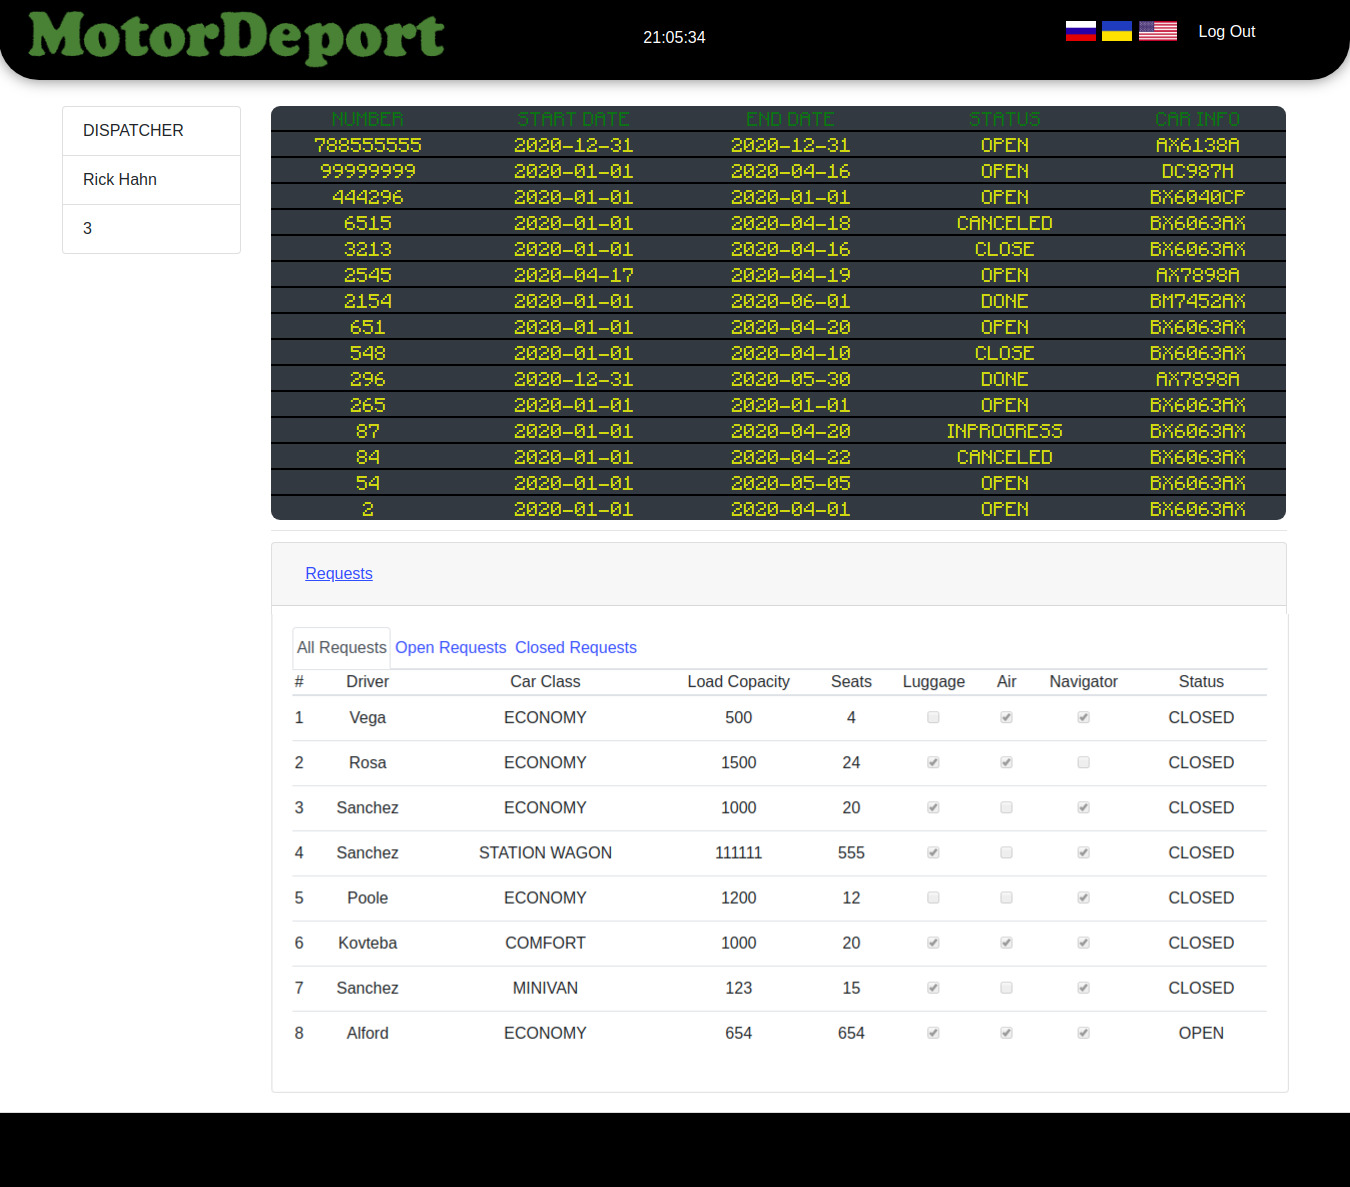 MotorDeport
21:05:34
Log Out
DISPATCHER
Rick Hahn
3
NUMBER START DATE END DATE STATUS CAR INFO
788555555 2020-12-31 2020-12-31 OPEN AX6138A
99999999 2020-01-01 2020-04-16 OPEN DC987H
444296 2020-01-01 2020-01-01 OPEN BX6040CP
6515 2020-01-01 2020-04-18 CANCELED BX6063AX
3213 2020-01-01 2020-04-16 CLOSE BX6063AX
2545 2020-04-17 2020-04-19 OPEN AX7898A
2154 2020-01-01 2020-06-01 DONE BM7452AX
651 2020-01-01 2020-04-20 OPEN BX6063AX
548 2020-01-01 2020-04-10 CLOSE BX6063AX
296 2020-12-31 2020-05-30 DONE AX7898A
265 2020-01-01 2020-01-01 OPEN BX6063AX
87 2020-01-01 2020-04-20 INPROGRESS BX6063AX
84 2020-01-01 2020-04-22 CANCELED BX6063AX
54 2020-01-01 2020-05-05 OPEN BX6063AX
2 2020-01-01 2020-04-01 OPEN BX6063AX
Requests
All Requests Open Requests Closed Requests
# Driver Car Class Load Copacity Seats Luggage Air Navigator Status
1 Vega ECONOMY 500 4 CLOSED
2 Rosa ECONOMY 1500 24 CLOSED
3 Sanchez ECONOMY 1000 20 CLOSED
4 Sanchez STATION WAGON 111111 555 CLOSED
5 Poole ECONOMY 1200 12 CLOSED
6 Kovteba COMFORT 1000 20 CLOSED
7 Sanchez MINIVAN 123 15 CLOSED
8 Alford ECONOMY 654 654 OPEN